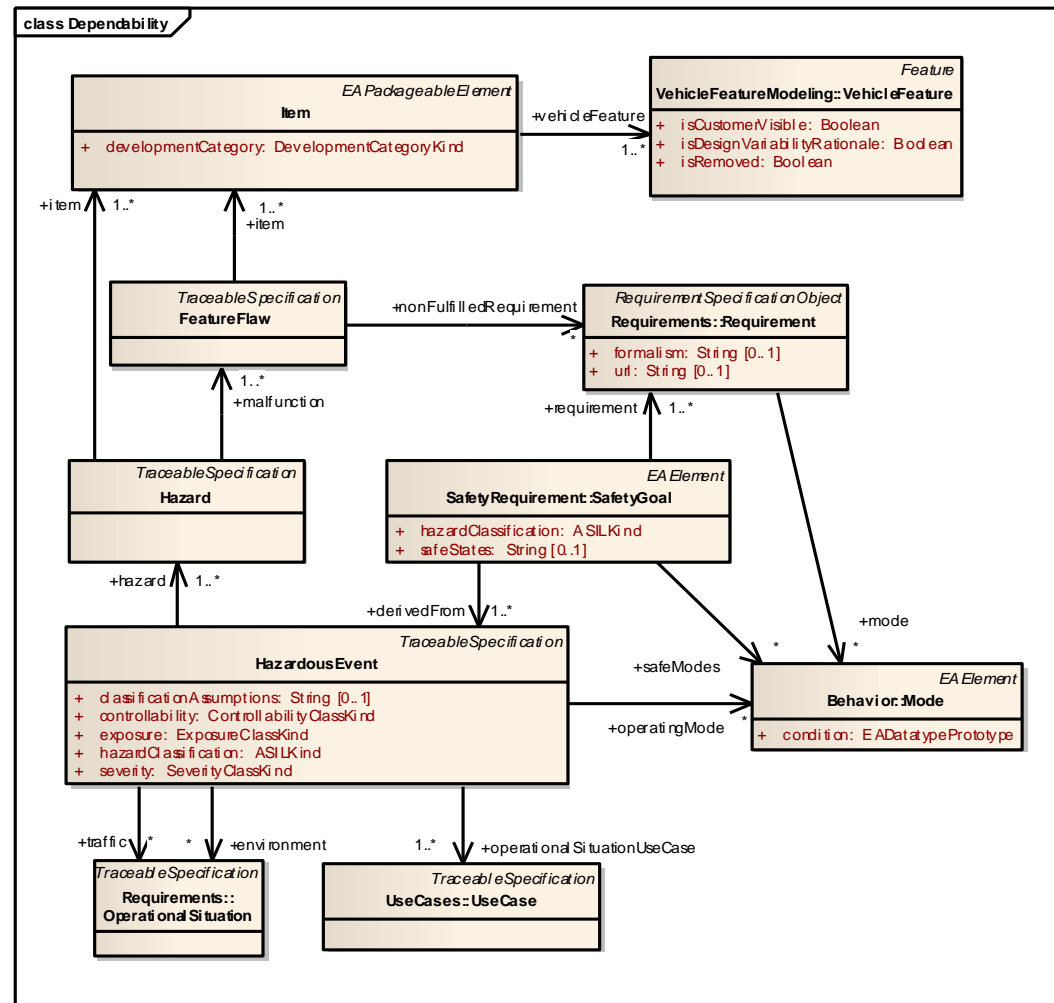 class Dependability
EAPackageableElement
Item
+ developmentCategory: DevelopmentCategoryKind
+vehicleFeature
1..*
Feature
VehicleFeatureModeling::VehicleFeature
+ isCustomerVisible: Boolean
+ isDesignVariabilityRationale: Boolean
+ isRemoved: Boolean
+item
1..*
1..*
+item
TraceableSpecification
FeatureFlaw
+nonFulfilledRequirement
*
RequirementSpecificationObject
Requirements::Requirement
+ formalism: String [0..1]
+ url: String [0..1]
1..*
+malfunction
+requirement
1..*
TraceableSpecification
Hazard
EAElement
SafetyRequirement::SafetyGoal
+ hazardClassification: ASILKind
+ safeStates: String [0..1]
+hazard
1..*
+derivedFrom
1..*
+mode
*
+safeModes
*
TraceableSpecification
HazardousEvent
+ classificationAssumptions: String [0..1]
+ controllability: ControllabilityClassKind
+ exposure: ExposureClassKind
+ hazardClassification: ASILKind
+ severity: SeverityClassKind
+operatingMode
*
EAElement
Behavior::Mode
+ condition: EADatatypePrototype
+traffic
*
*
+environment
1..*
+operationalSituationUseCase
TraceableSpecification
Requirements::
OperationalSituation
TraceableSpecification
UseCases::UseCase